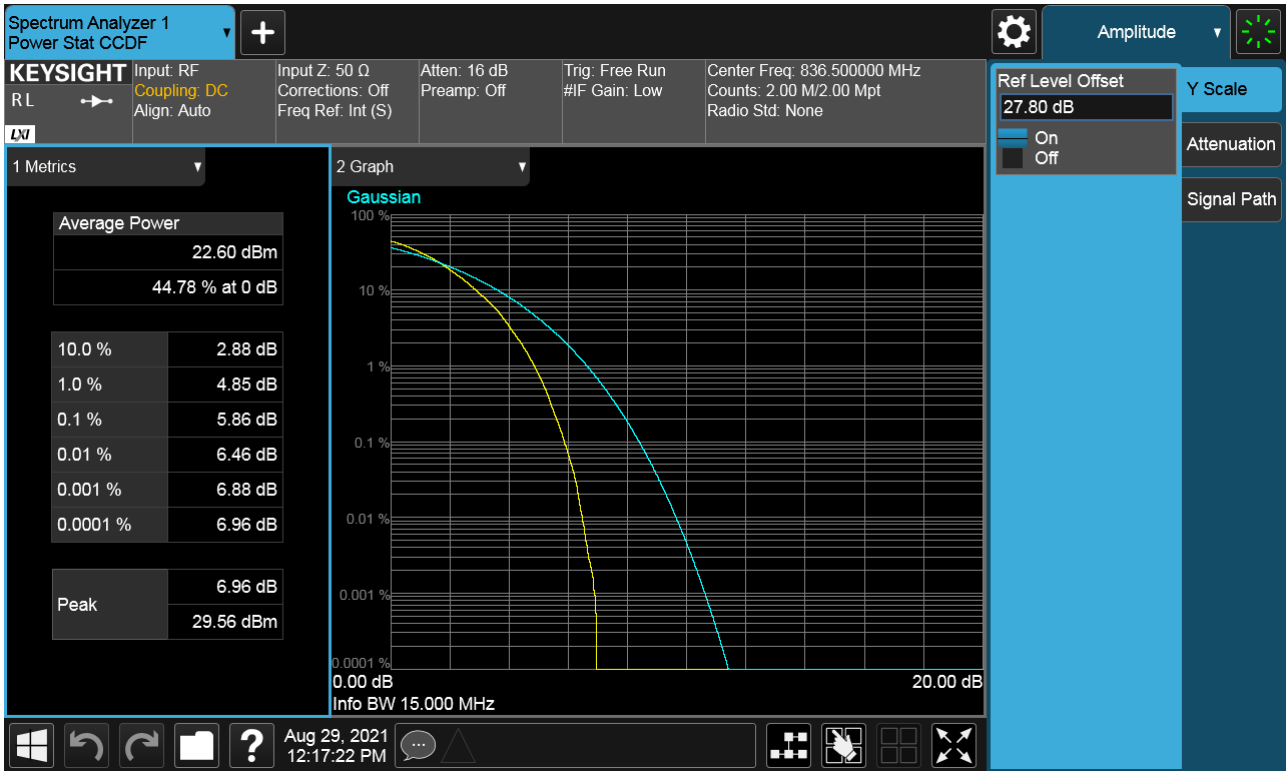 Spectrum Analyzer 1
Power Stat CCDF
+
Amplitude
KEYSIGHT
RL
LXI
Input: RF
Coupling: DC
Align: Auto
Input Z: 50 Ω
Corrections: Off
Freq Ref: Int (S)
Atten: 16 dB
Preamp: Off
Trig: Free Run
#IF Gain: Low
Center Freq: 836.500000 MHz
Counts: 2.00 M/2.00 Mpt
Radio Std: None
Ref Level Offset
27.80 dB
On
Off
Y Scale
Attenuation
Signal Path
1 Metrics
Average Power
22.60 dBm
44.78 % at 0 dB
10.0 % 2.88 dB
1.0 % 4.85 dB
0.1 % 5.86 dB
0.01 % 6.46 dB
0.001 % 6.88 dB
0.0001 % 6.96 dB
Peak 6.96 dB
29.56 dBm
2 Graph
Gaussian
100 %
10 %
1 %
0.1 %
0.01 %
0.001 %
0.0001 %
0.00 dB 20.00 dB
Info BW 15.000 MHz
?
Aug 29, 2021
12:17:22 PM